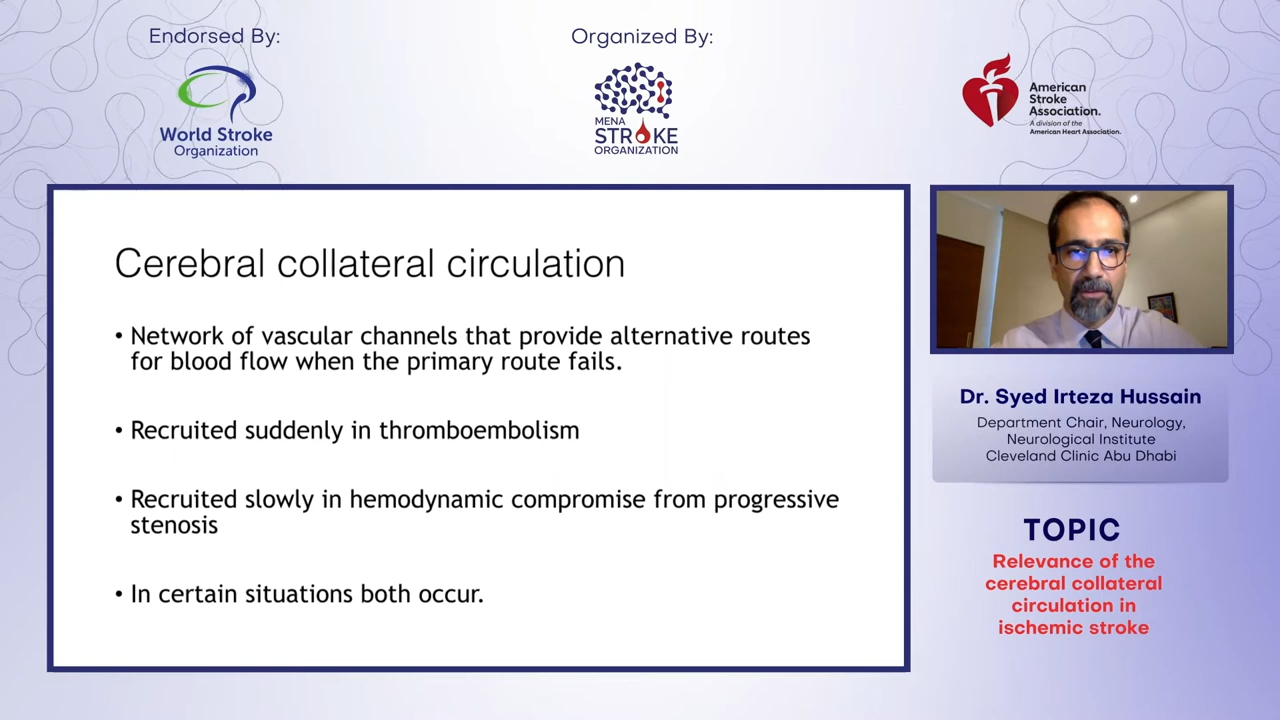 Endorsed By:
World Stroke
Organization
Organized By:
MENA
STROKE
ORGANIZATION
American
Stroke
Association.
A division of the
American Heart Association.
Cerebral collateral circulation
• Network of vascular channels that provide alternative routes
for blood flow when the primary route fails.
• Recruited suddenly in thromboembolism
• Recruited slowly in hemodynamic compromise from progressive
stenosis
• In certain situations both occur.
Dr. Syed Irteza Hussain
Department Chair, Neurology,
Neurological Institute
Cleveland Clinic Abu Dhabi
TOPIC
Relevance of the
cerebral collateral
circulation in
ischemic stroke